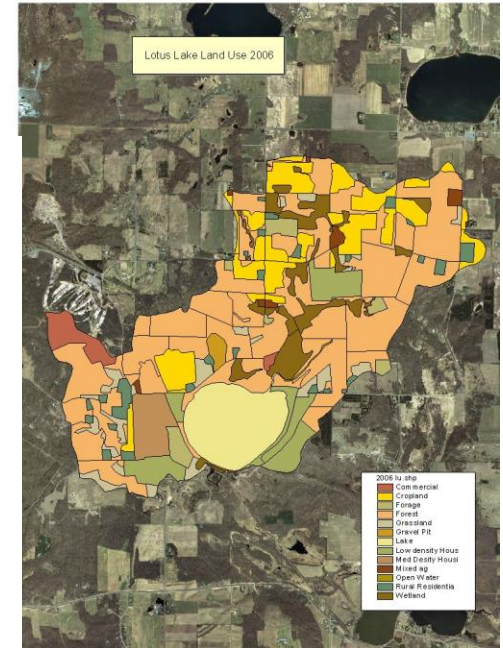 Lotus Lake Land Use 2006
2006 lu.shp
Commercial
Cropland
Forage
Forest
Grassland
Gravel Pit
Lake
Low density Hous
Med Desity Housi
Mixed ag
Open Water
Rural Residentia
Wetland